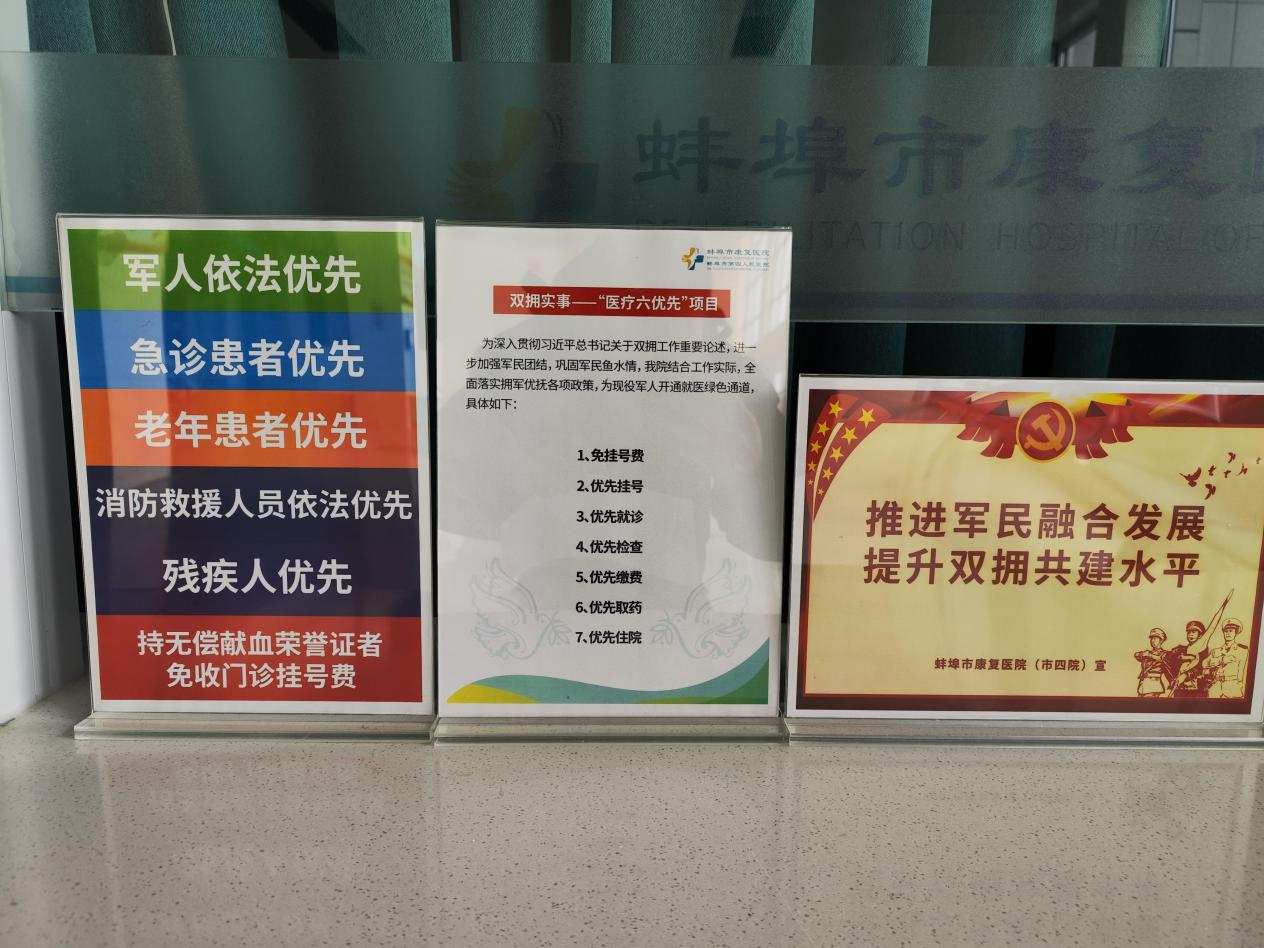 蚌埠市康复
REHABILITATION HOSPITAL OF
军人依法优先
急诊患者优先
老年患者优先
消防救援人员依法优先
残疾人优先
持无偿献血荣誉证者
免收门诊挂号费
蚌埠市康复医院
蚌埠市第四人民医院
双拥实事——“医疗六优先”项目
为深入贯彻习近平总书记关于双拥工作重要论述，进一
步加强军民团结，巩固军民鱼水情，我院结合工作实际，全
面落实拥军优抚各项政策，为现役军人开通就医绿色通道，
具体如下：
1、免挂号费
2、优先挂号
3、优先就诊
4、优先检查
5、优先缴费
6、优先取药
7、优先住院
推进军民融合发展
提升双拥共建水平
蚌埠市康复医院（市四院）宣